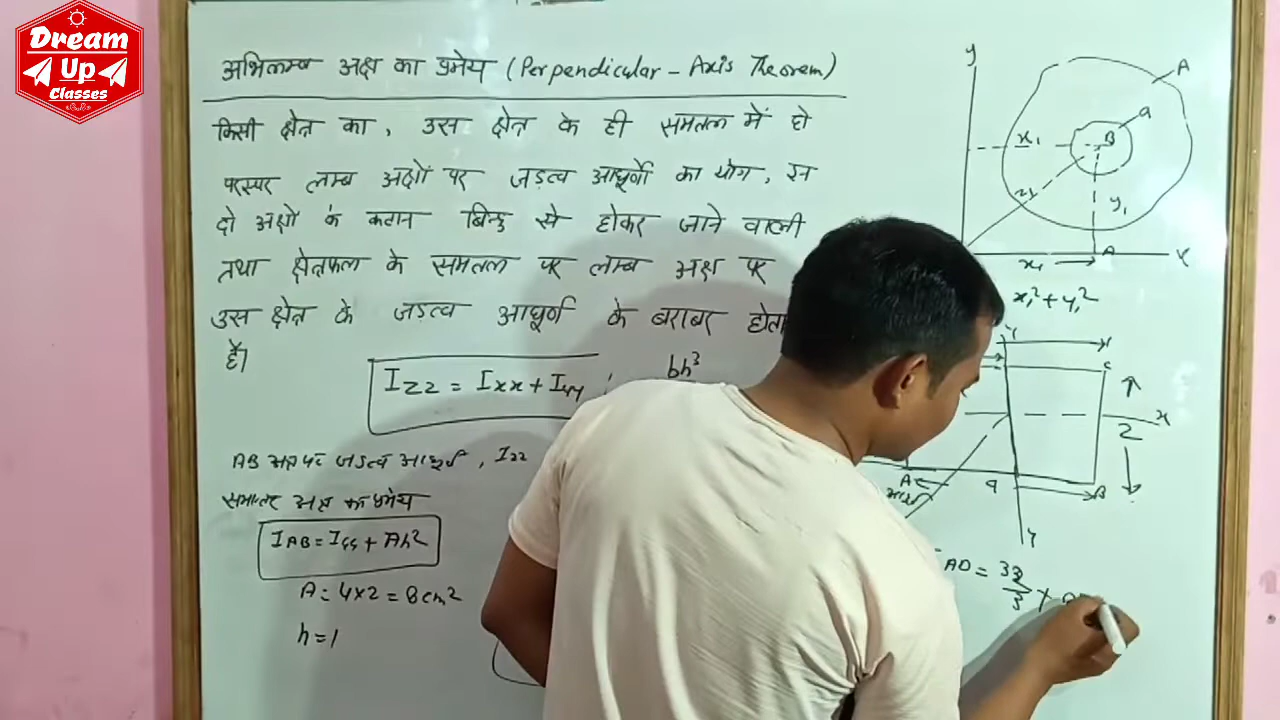 Dream
Up
Classes
अभिलम्ब अक्ष का प्रमेय (Perpendicular-Axis Theorem)
किसी क्षेत्र का, उस क्षेत्र के ही समतल में दो
परस्पर लम्ब अक्षों पर जड़त्व आघूर्णो का योग, इन
दो अक्षो के कटान बिन्दु से होकर जाने वाली
तथा क्षेत्रफल के समतल पर लम्ब अक्ष पर
उस क्षेत्र के जड़त्व आघूर्ण के बराबर होता
है।
Izz = Ixx + Iyy
bh³
AB अक्ष पर जड़त्व आघूर्ण, Izz
समान्तर अक्ष का प्रमेय
IAB = IGG + Ah²
A = 4x2 = 8cm²
h = 1
y
A
a
B
x₁
y₁
x₁
A
X
x₁² + y₁²
Y
C
x
2
A
B
Y
AD =